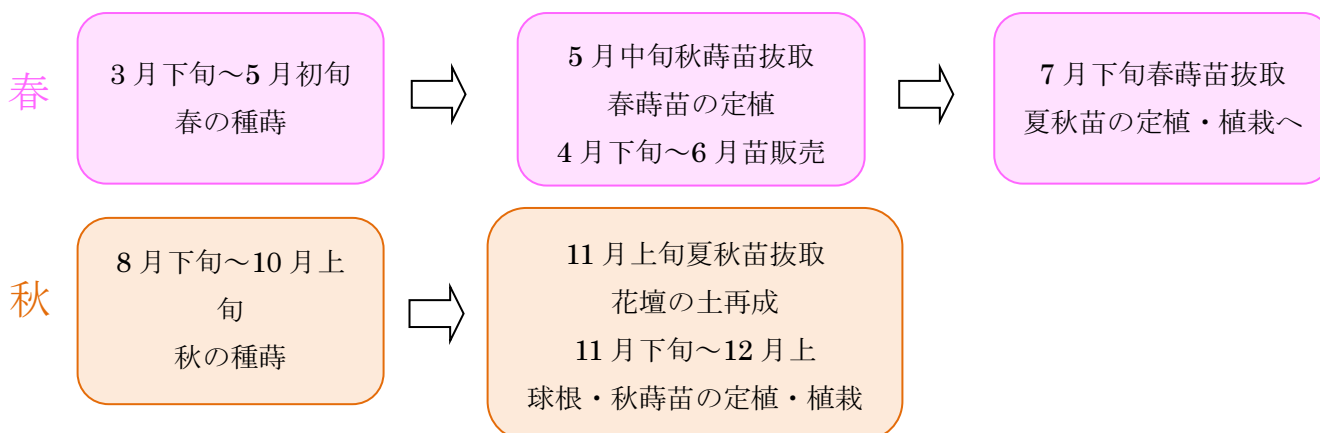 春
3月下旬～5月初旬
春の種蒔
5月中旬秋蒔苗抜取
春蒔苗の定植
4月下旬～6月苗販売
7月下旬春蒔苗抜取
夏秋苗の定植・植栽へ
秋
8月下旬～10月上
旬
秋の種蒔
11月上旬夏秋苗抜取
花壇の土再成
11月下旬～12月上
球根・秋蒔苗の定植・植栽